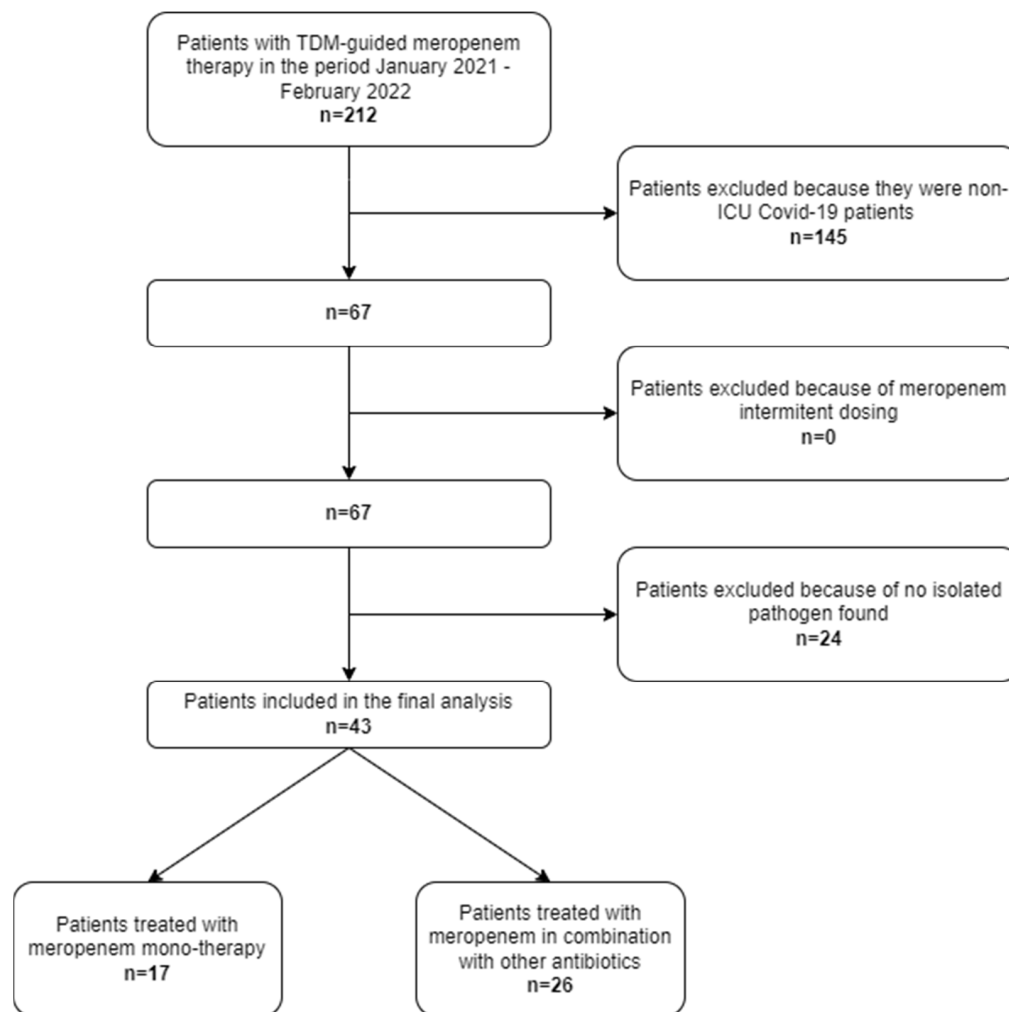 Patients with TDM-guided meropenem
therapy in the period January 2021 -
February 2022
n=212
Patients excluded because they were non-
ICU Covid-19 patients
n=145
n=67
Patients excluded because of meropenem
intermitent dosing
n=0
n=67
Patients excluded because of no isolated
pathogen found
n=24
Patients included in the final analysis
n=43
Patients treated with
meropenem mono-therapy
n=17
Patients treated with
meropenem in combination
with other antibiotics
n=26